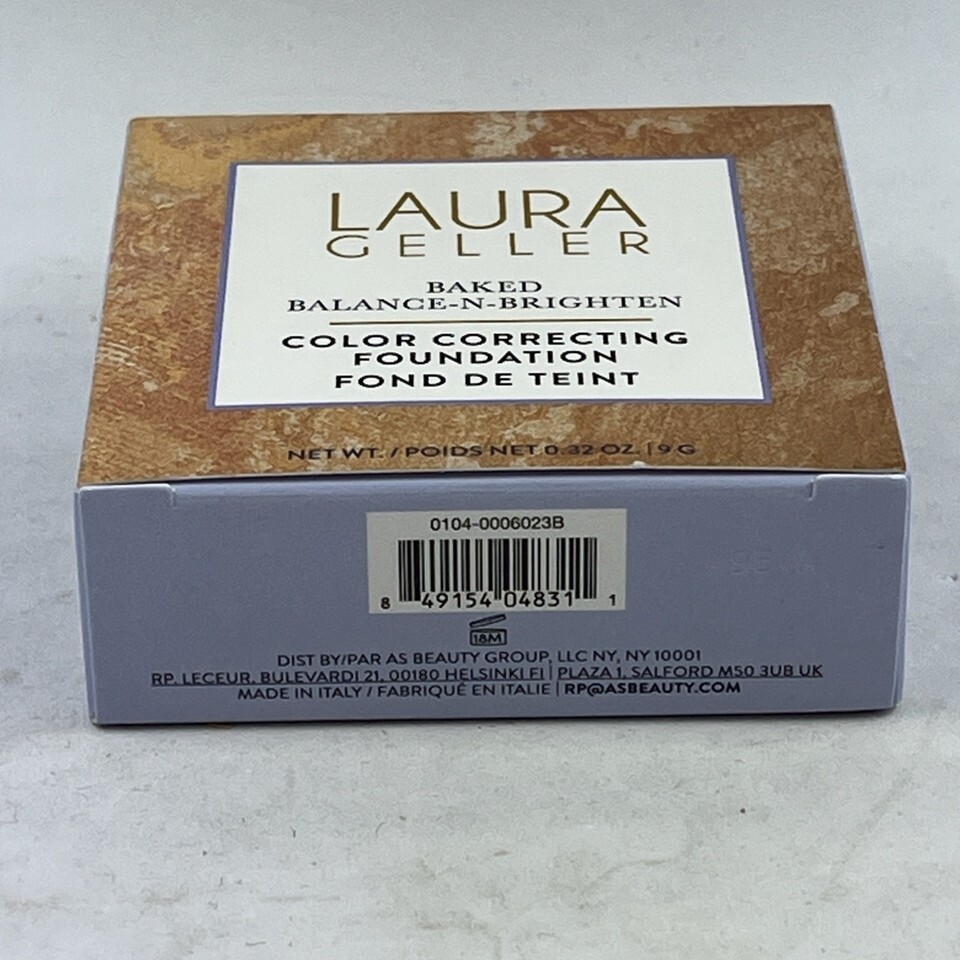 LAURA
GELLER
BAKED
BALANCE-N-BRIGHTEN
COLOR CORRECTING
FOUNDATION
FOND DE TEINT
NET WT. / POIDS NET 0.32 OZ. | 9 G
0104-0006023B
8 49154 04831 1
18M
DIST BY/PAR AS BEAUTY GROUP, LLC NY, NY 10001
RP. LECEUR, BULEVARDI 21, 00180 HELSINKI FI | PLAZA 1, SALFORD M50 3UB UK
MADE IN ITALY / FABRIQUÉ EN ITALIE | RP@ASBEAUTY.COM